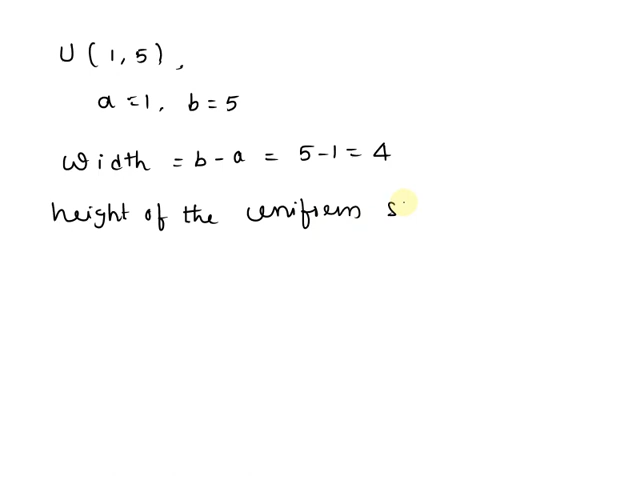 U ( 1, 5 ) ,
a = 1, b = 5
width = b - a = 5 - 1 = 4
height of the uniform s